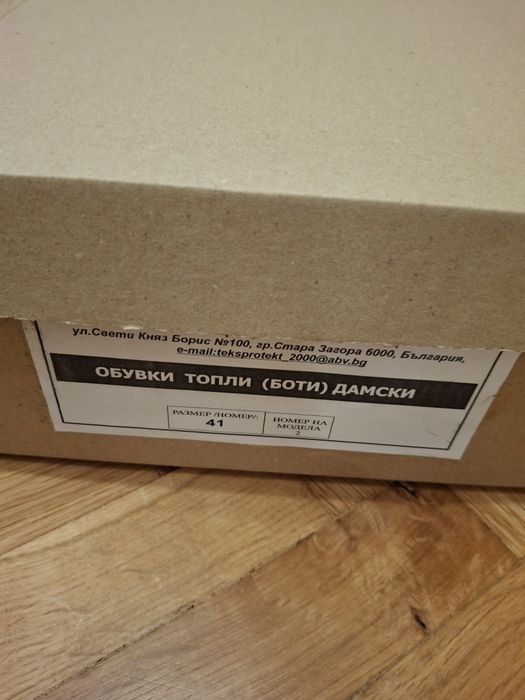 ул.Свети Княз Борис №100, гр.Стара Загора 6000, България,
e-mail:teksprotekt_2000@abv.bg
ОБУВКИ ТОПЛИ (БОТИ) ДАМСКИ
РАЗМЕР /НОМЕР/:
41
НОМЕР НА
МОДЕЛА
2